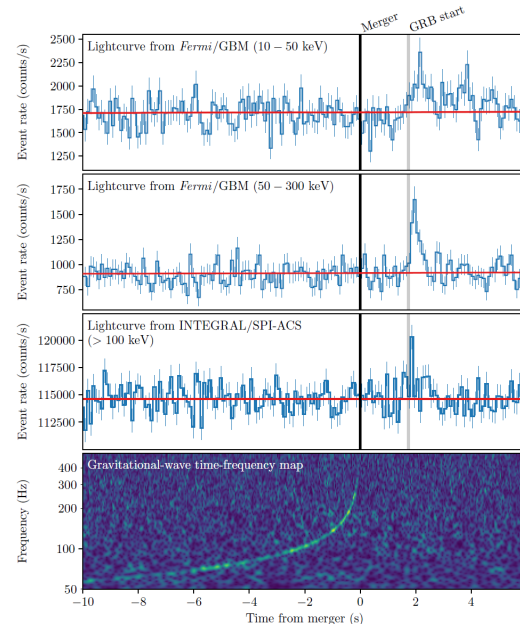 Merger
GRB start
Lightcurve from Fermi/GBM (10 − 50 keV)
Event rate (counts/s)
2500
2250
2000
1750
1500
1250
Lightcurve from Fermi/GBM (50 − 300 keV)
Event rate (counts/s)
1750
1500
1250
1000
750
Lightcurve from INTEGRAL/SPI-ACS
(> 100 keV)
Event rate (counts/s)
120000
117500
115000
112500
Gravitational-wave time-frequency map
Frequency (Hz)
400
300
200
100
50
−10 −8 −6 −4 −2 0 2 4
Time from merger (s)